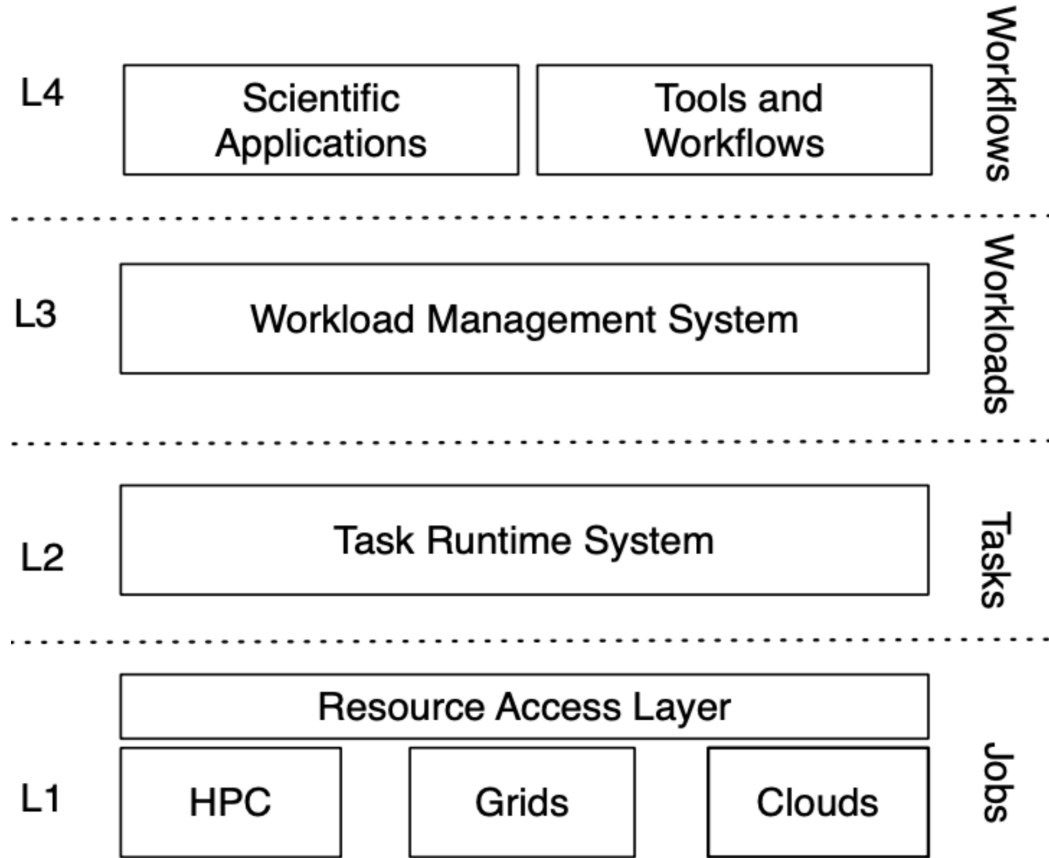 L4
Scientific
Applications
Tools and
Workflows
Workflows
L3
Workload Management System
Workloads
L2
Task Runtime System
Tasks
Resource Access Layer
L1
HPC
Grids
Clouds
Jobs